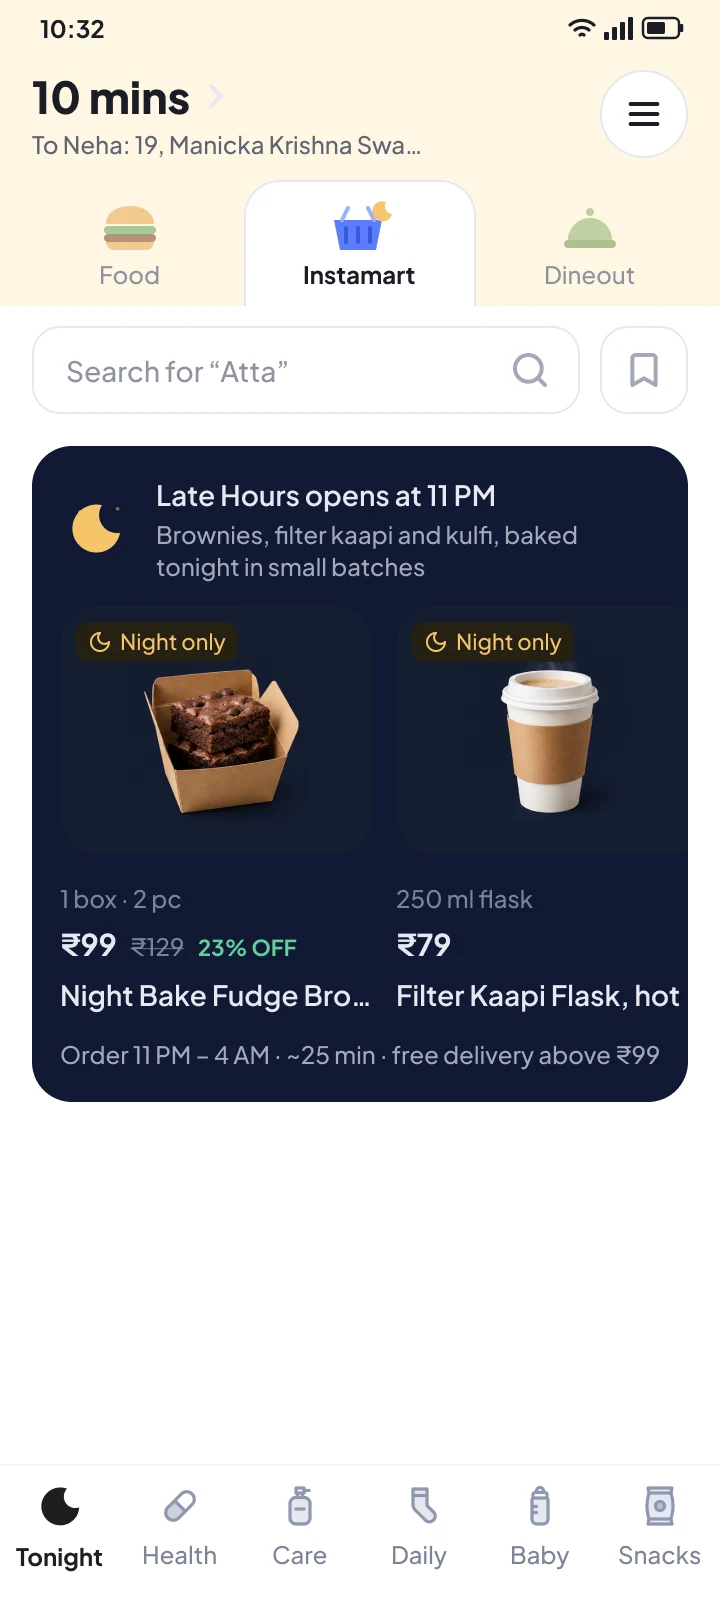 10:32
10 mins
To Neha: 19, Manicka Krishna Swa...
Food
Instamart
Dineout
Search for “Atta”
Late Hours opens at 11 PM
Brownies, filter kaapi and kulfi, baked
tonight in small batches
Night only
Night only
1 box · 2 pc
₹99 ₹129 23% OFF
Night Bake Fudge Bro...
250 ml flask
₹79
Filter Kaapi Flask, hot
Order 11 PM – 4 AM · ~25 min · free delivery above ₹99
Tonight
Health
Care
Daily
Baby
Snacks